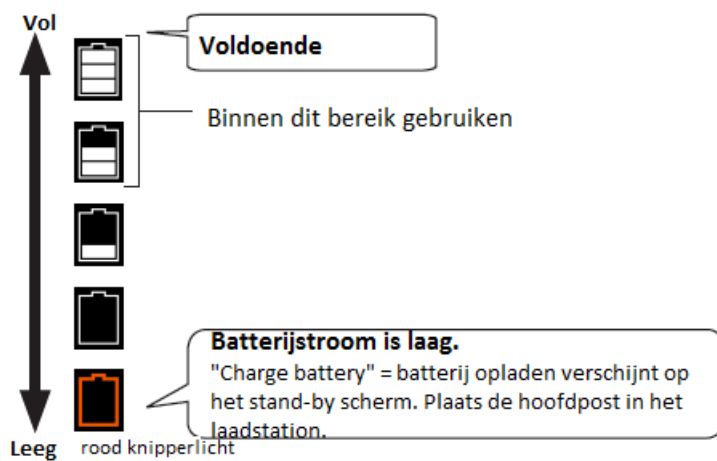 Vol
Voldoende
Binnen dit bereik gebruiken
Batterijstroom is laag.
"Charge battery" = batterij opladen verschijnt op
het stand-by scherm. Plaats de hoofdpost in het
laadstation.
Leeg
rood knipperlicht